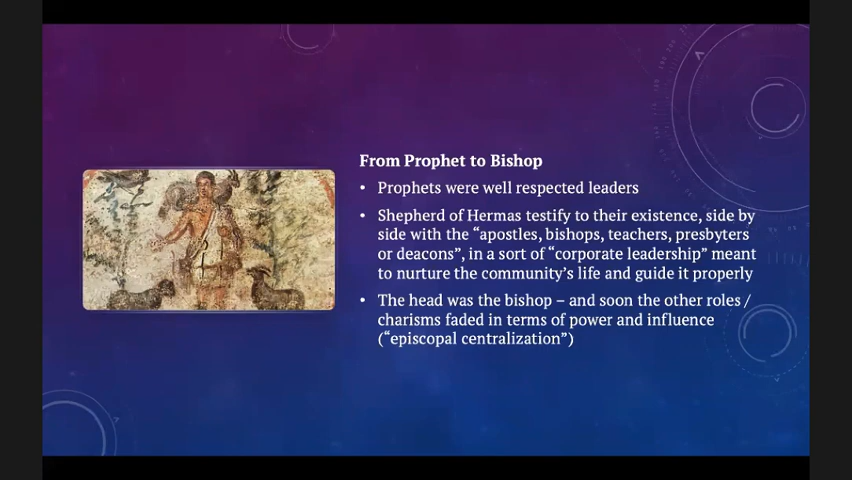 From Prophet to Bishop
• Prophets were well respected leaders
• Shepherd of Hermas testify to their existence, side by
side with the “apostles, bishops, teachers, presbyters
or deacons”, in a sort of “corporate leadership” meant
to nurture the community’s life and guide it properly
• The head was the bishop – and soon the other roles /
charisms faded in terms of power and influence
(“episcopal centralization”)